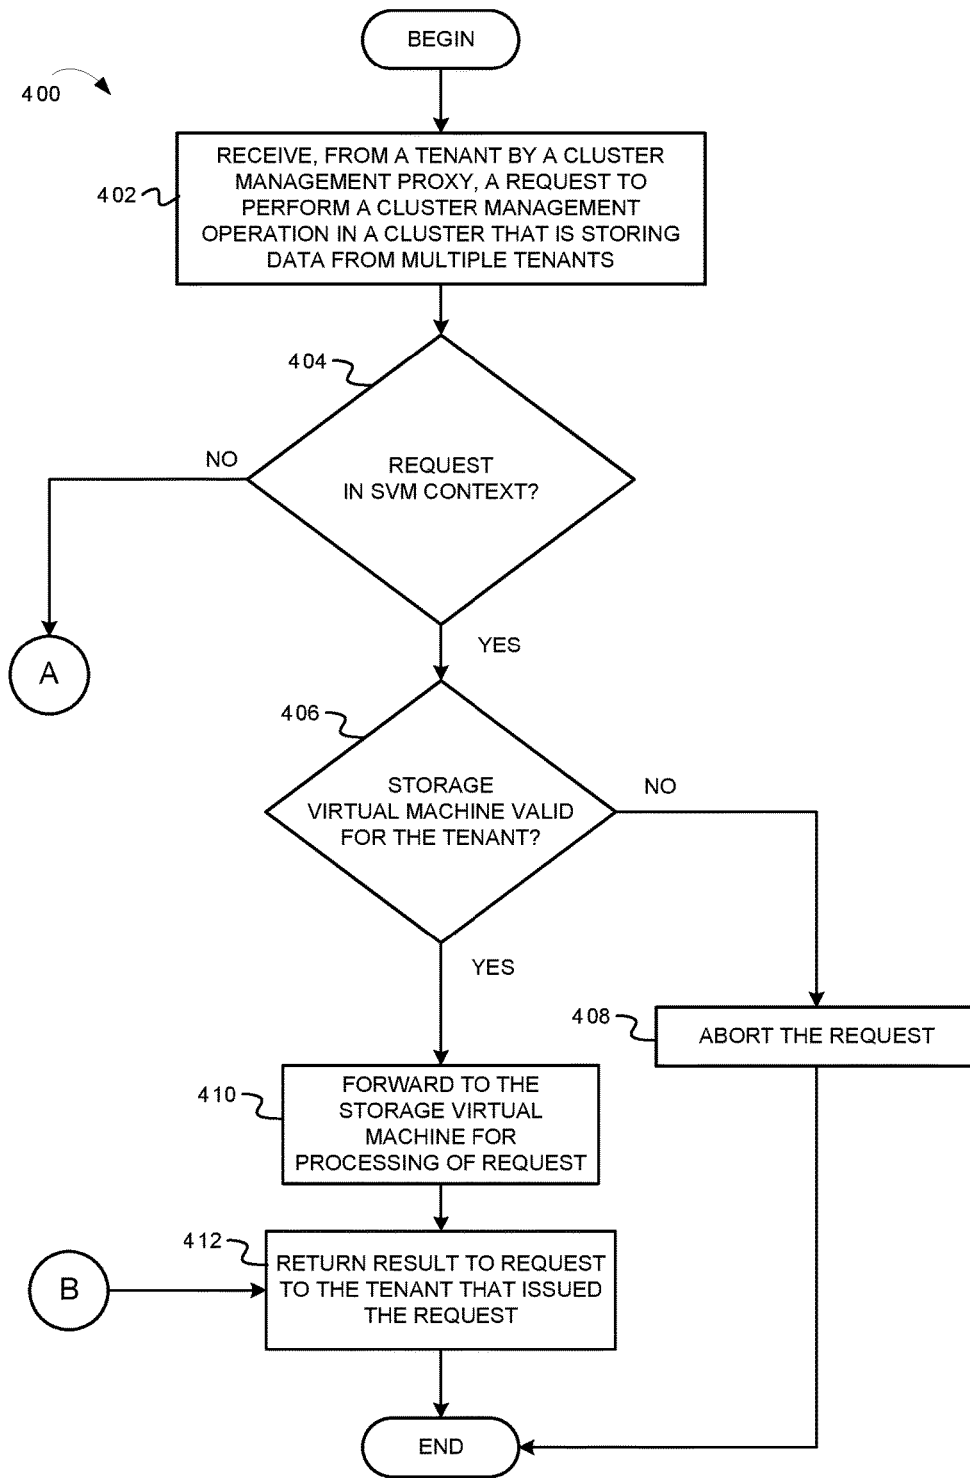 BEGIN
400
RECEIVE, FROM A TENANT BY A CLUSTER
MANAGEMENT PROXY, A REQUEST TO
PERFORM A CLUSTER MANAGEMENT
OPERATION IN A CLUSTER THAT IS STORING
DATA FROM MULTIPLE TENANTS
402
404
NO
REQUEST
IN SVM CONTEXT?
YES
A
406
STORAGE
VIRTUAL MACHINE VALID
FOR THE TENANT?
NO
YES
408
ABORT THE REQUEST
410
FORWARD TO THE
STORAGE VIRTUAL
MACHINE FOR
PROCESSING OF REQUEST
412
RETURN RESULT TO REQUEST
TO THE TENANT THAT ISSUED
THE REQUEST
B
END